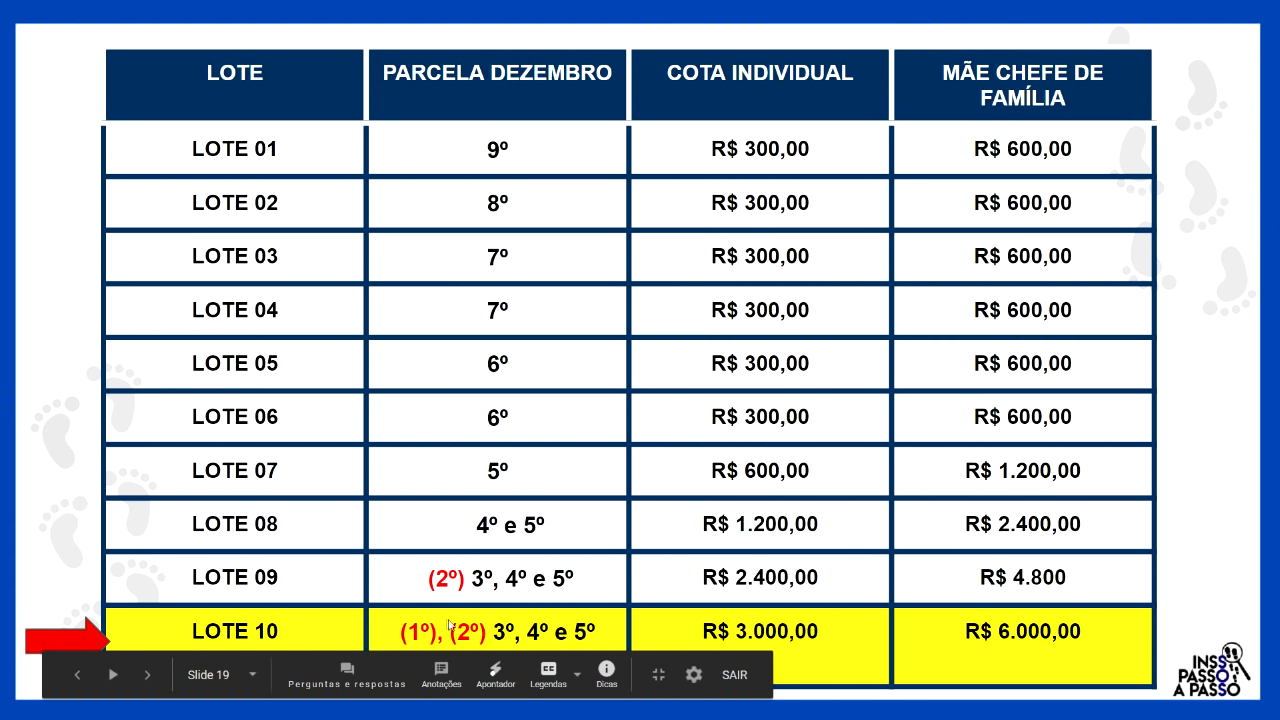 LOTE PARCELA DEZEMBRO COTA INDIVIDUAL MÃE CHEFE DE
FAMÍLIA
LOTE 01 9º R$ 300,00 R$ 600,00
LOTE 02 8º R$ 300,00 R$ 600,00
LOTE 03 7º R$ 300,00 R$ 600,00
LOTE 04 7º R$ 300,00 R$ 600,00
LOTE 05 6º R$ 300,00 R$ 600,00
LOTE 06 6º R$ 300,00 R$ 600,00
LOTE 07 5º R$ 600,00 R$ 1.200,00
LOTE 08 4º e 5º R$ 1.200,00 R$ 2.400,00
LOTE 09 (2º) 3º, 4º e 5º R$ 2.400,00 R$ 4.800
LOTE 10 (1º), (2º) 3º, 4º e 5º R$ 3.000,00 R$ 6.000,00
Slide 19 Perguntas e respostas Anotações Apontador CC Legendas Dicas SAIR
INSS
PASSO
A PASSO